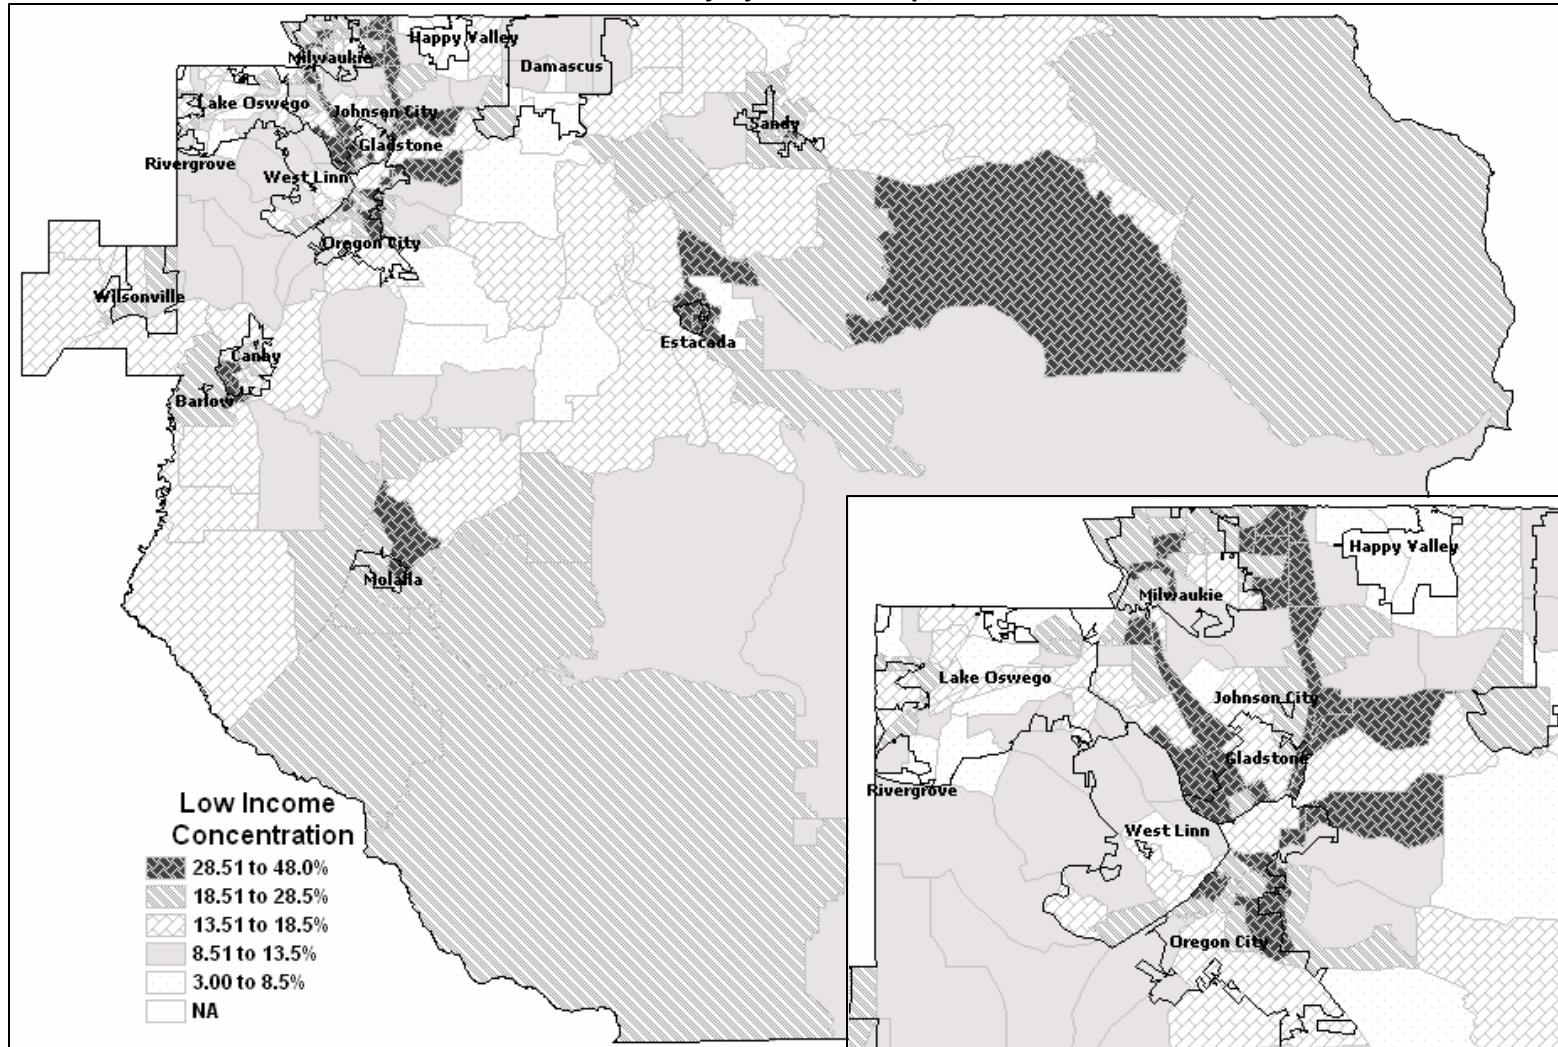 Happy Valley
Milwaukie
Damascus
Lake Oswego
Johnson City
Sandy
Gladstone
Rivergrove
West Linn
Oregon City
Wilsonville
Estacada
Canby
Barlow
Molalla
Low Income
Concentration
28.51 to 48.0%
18.51 to 28.5%
13.51 to 18.5%
8.51 to 13.5%
3.00 to 8.5%
NA
Happy Valley
Milwaukie
Lake Oswego
Johnson City
Gladstone
Rivergrove
West Linn
Oregon City